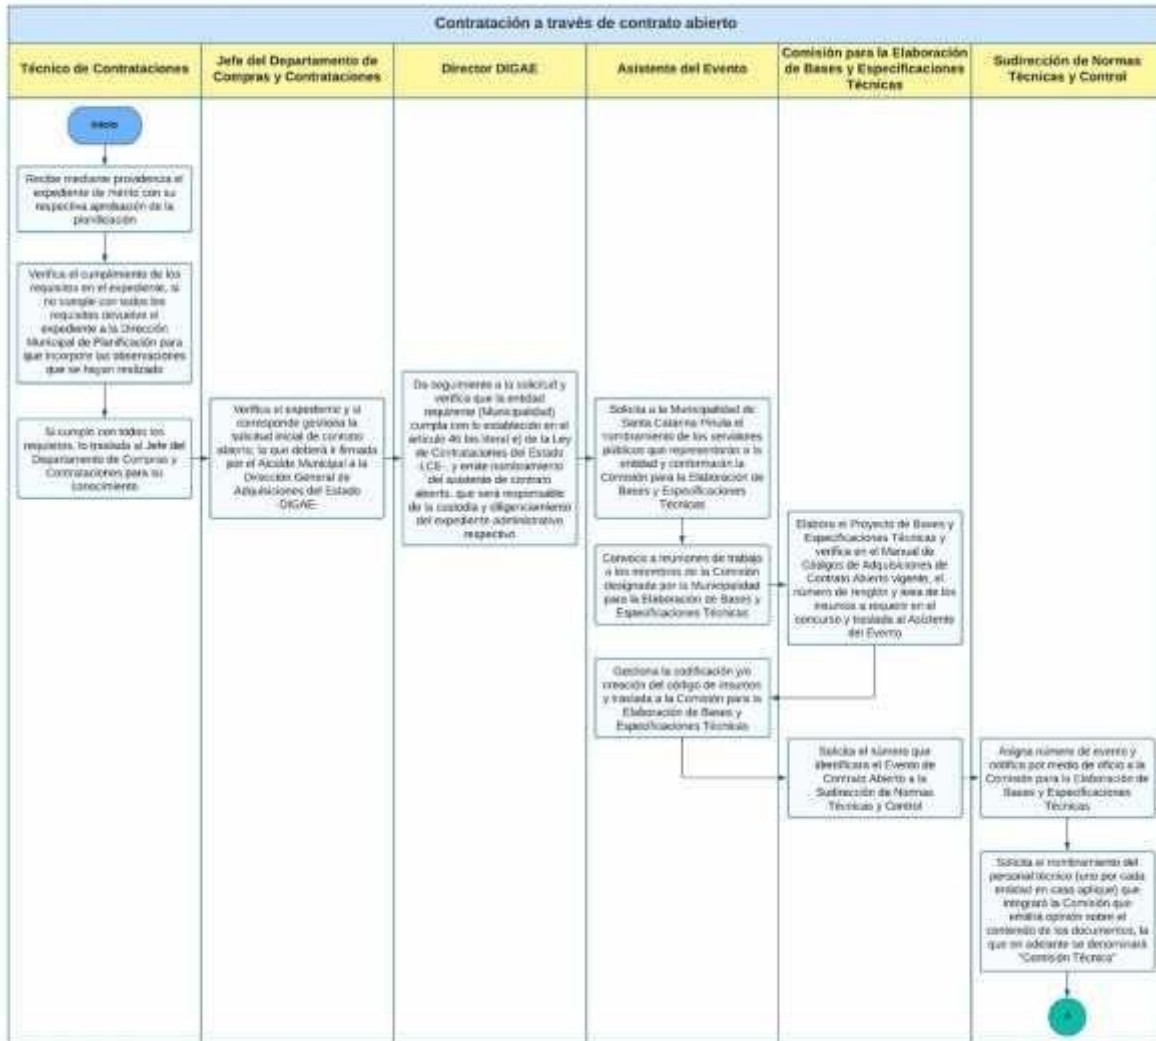 Contratación a través de contrato abierto
Técnico de Contrataciones
Jefe del Departamento de
Compras y Contrataciones
Director DIGAE
Asistente del Evento
Comisión para la Elaboración
de Bases y Especificaciones
Técnicas
Sudirección de Normas
Técnicas y Control
Inicio
Recibe mediante providencia el
expediente de mérito con su
respectiva aprobación de la
planificación
Verifica el cumplimiento de los
requisitos en el expediente, si
no cumple con todos los
requisitos devuelve el
expediente a la Dirección
Municipal de Planificación para
que incorpore las observaciones
que se hayan realizado
Si cumple con todos los
requisitos, lo traslada al Jefe del
Departamento de Compras y
Contrataciones para su
conocimiento
Verifica el expediente y si
corresponde gestiona la
solicitud inicial de contrato
abierto, la que deberá ir firmada
por el Alcalde Municipal a la
Dirección General de
Adquisiciones del Estado
-DIGAE-
Da seguimiento a la solicitud y
verifica que la entidad
requirente (Municipalidad)
cumpla con lo establecido en el
artículo 46 bis literal e) de la Ley
de Contrataciones del Estado
-LCE-, y emite nombramiento
del asistente de contrato
abierto, que será responsable
de la custodia y diligenciamiento
del expediente administrativo
respectivo
Solicita a la Municipalidad de
Santa Catarina Pinula el
nombramiento de los servidores
públicos que representarán a la
entidad y conformarán la
Comisión para la Elaboración de
Bases y Especificaciones
Técnicas
Convoca a reuniones de trabajo
a los miembros de la Comisión
designada por la Municipalidad
para la Elaboración de Bases y
Especificaciones Técnicas
Elabora el Proyecto de Bases y
Especificaciones Técnicas y
verifica en el Manual de
Códigos de Adquisiciones de
Contrato Abierto vigente, el
número de renglón y área de los
insumos a requerir en el
concurso y traslada al Asistente
del Evento
Gestiona la codificación y/o
creación del código de insumos
y traslada a la Comisión para la
Elaboración de Bases y
Especificaciones Técnicas
Solicita el número que
identificará el Evento de
Contrato Abierto a la
Sudirección de Normas
Técnicas y Control
Asigna número de evento y
notifica por medio de oficio a la
Comisión para la Elaboración de
Bases y Especificaciones
Técnicas
Solicita el nombramiento del
personal técnico (uno por cada
entidad en caso aplique) que
integrará la Comisión que
emitirá opinión sobre el
contenido de los documentos, la
que en adelante se denominará
"Comisión Técnica"
A